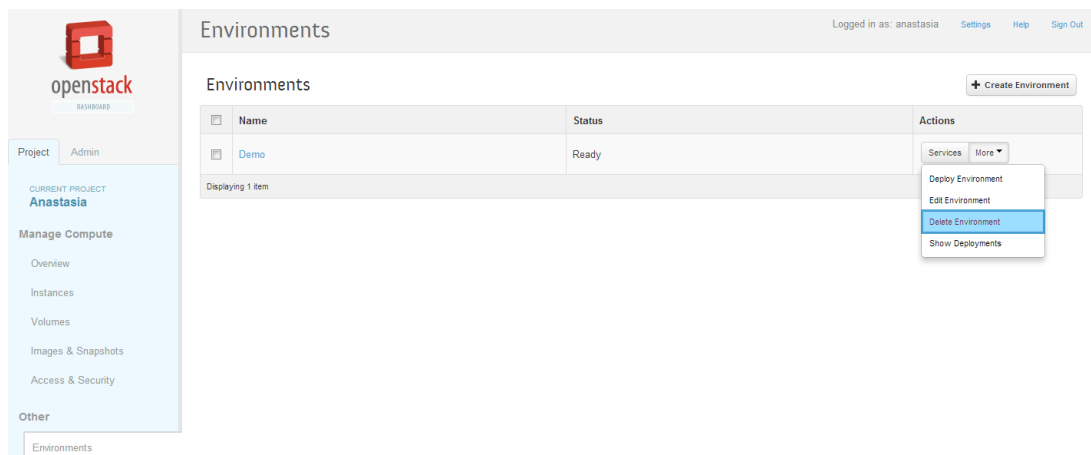 Environments
Logged in as: anastasia Settings Help Sign Out
openstack
DASHBOARD
Project Admin
CURRENT PROJECT
Anastasia
Manage Compute
Overview
Instances
Volumes
Images & Snapshots
Access & Security
Other
Environments
Environments
+ Create Environment
Name Status Actions
Demo Ready Services More
Displaying 1 item
Deploy Environment
Edit Environment
Delete Environment
Show Deployments